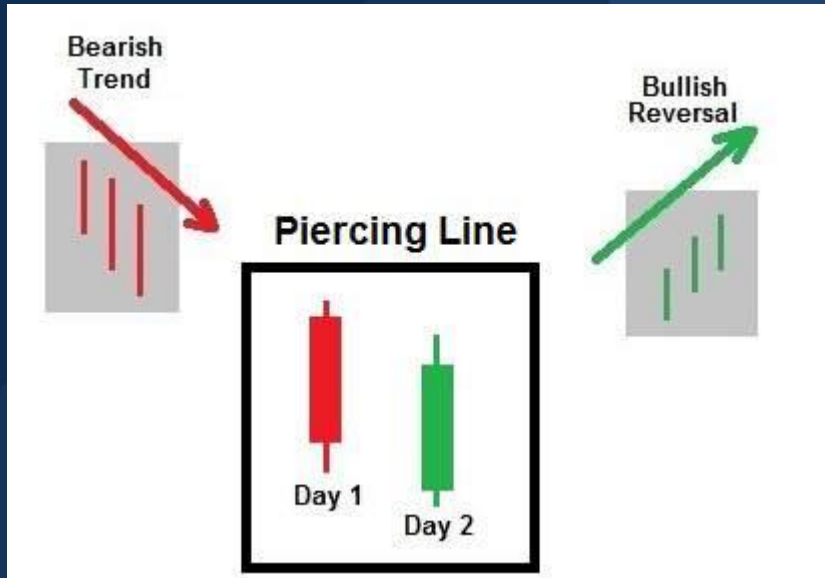 Bearish
Trend
Bullish
Reversal
Piercing Line
Day 1
Day 2